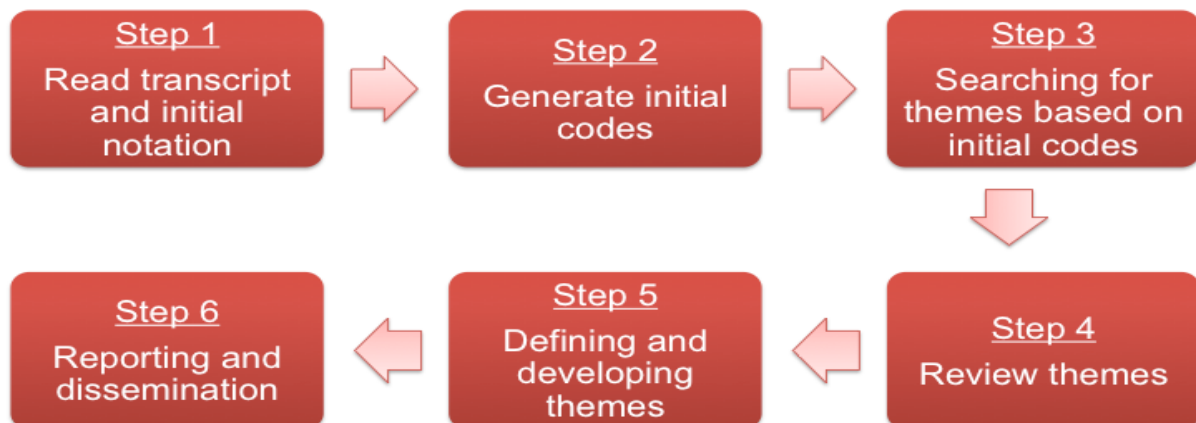 Step 1
Read transcript
and initial
notation
Step 2
Generate initial
codes
Step 3
Searching for
themes based on
initial codes
Step 4
Review themes
Step 5
Defining and
developing
themes
Step 6
Reporting and
dissemination